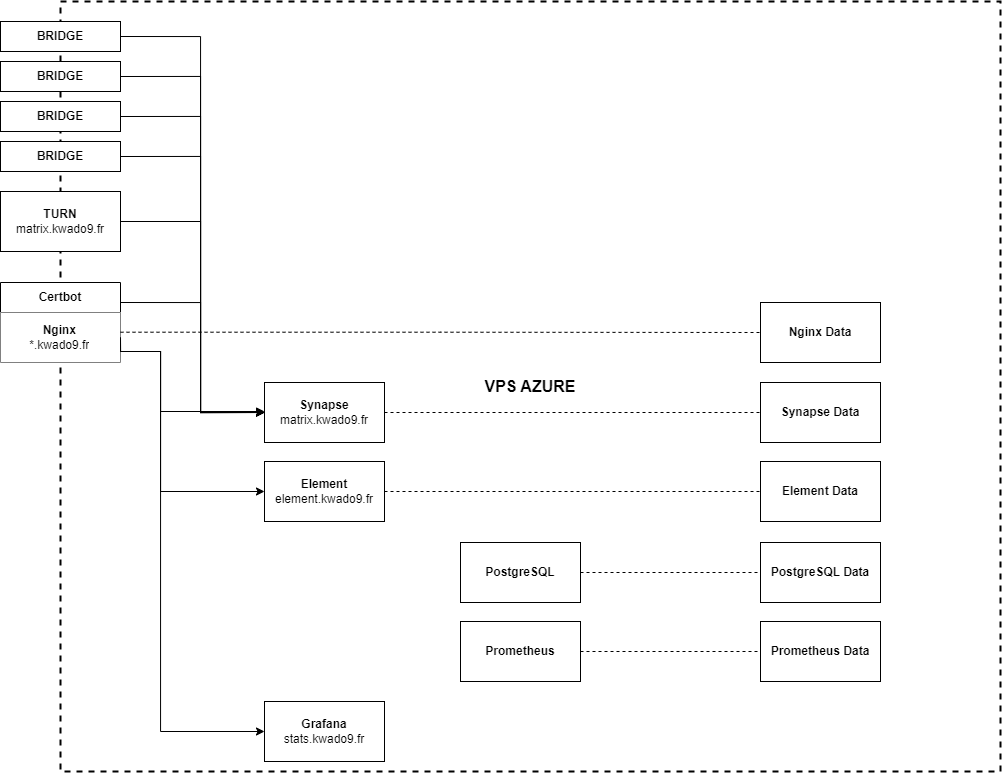 BRIDGE
BRIDGE
BRIDGE
BRIDGE
TURN
matrix.kwado9.fr
Certbot
Nginx
*.kwado9.fr
Nginx Data
VPS AZURE
Synapse
matrix.kwado9.fr
Synapse Data
Element
element.kwado9.fr
Element Data
PostgreSQL
PostgreSQL Data
Prometheus
Prometheus Data
Grafana
stats.kwado9.fr